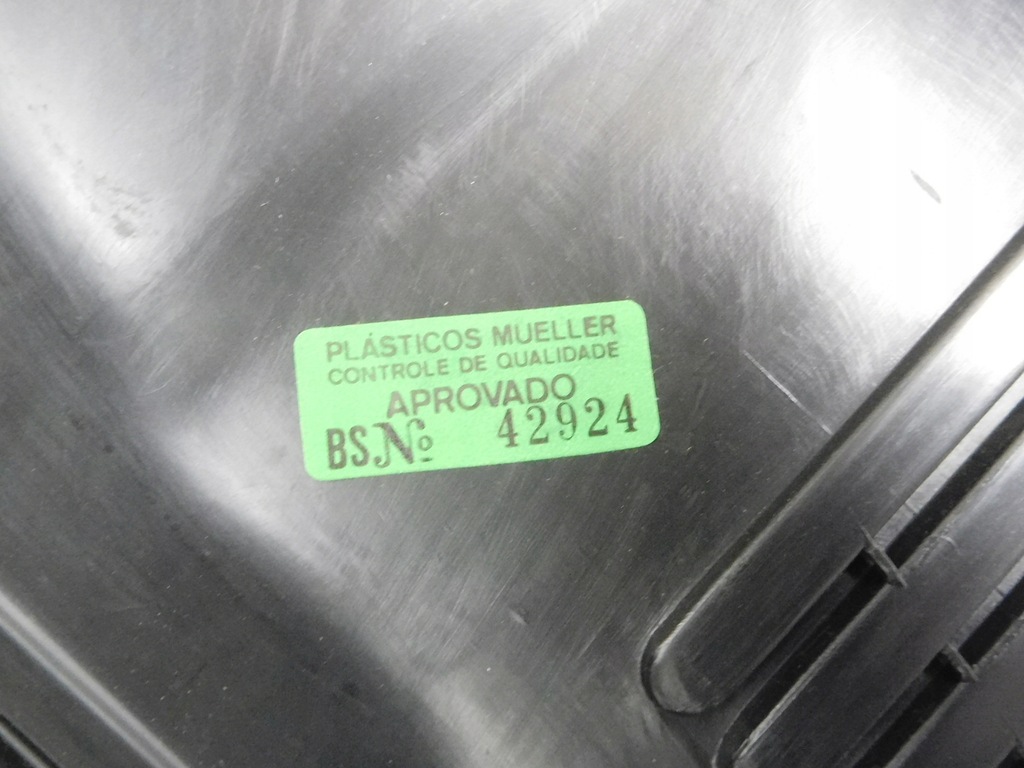 PLÁSTICOS MUELLER
CONTROLE DE QUALIDADE
APROVADO
BS Nº 42924